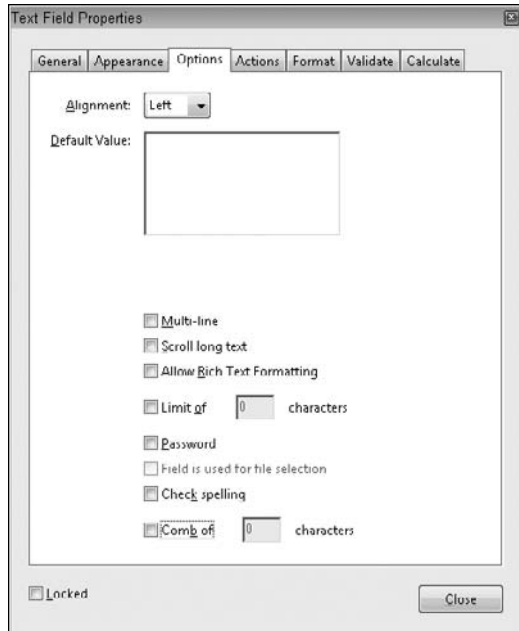 Text Field Properties
General Appearance Options Actions Format Validate Calculate
Alignment: Left
Default Value:
Multi-line
Scroll long text
Allow Rich Text Formatting
Limit of 0 characters
Password
Field is used for file selection
Check spelling
Comb of 0 characters
Locked
Close